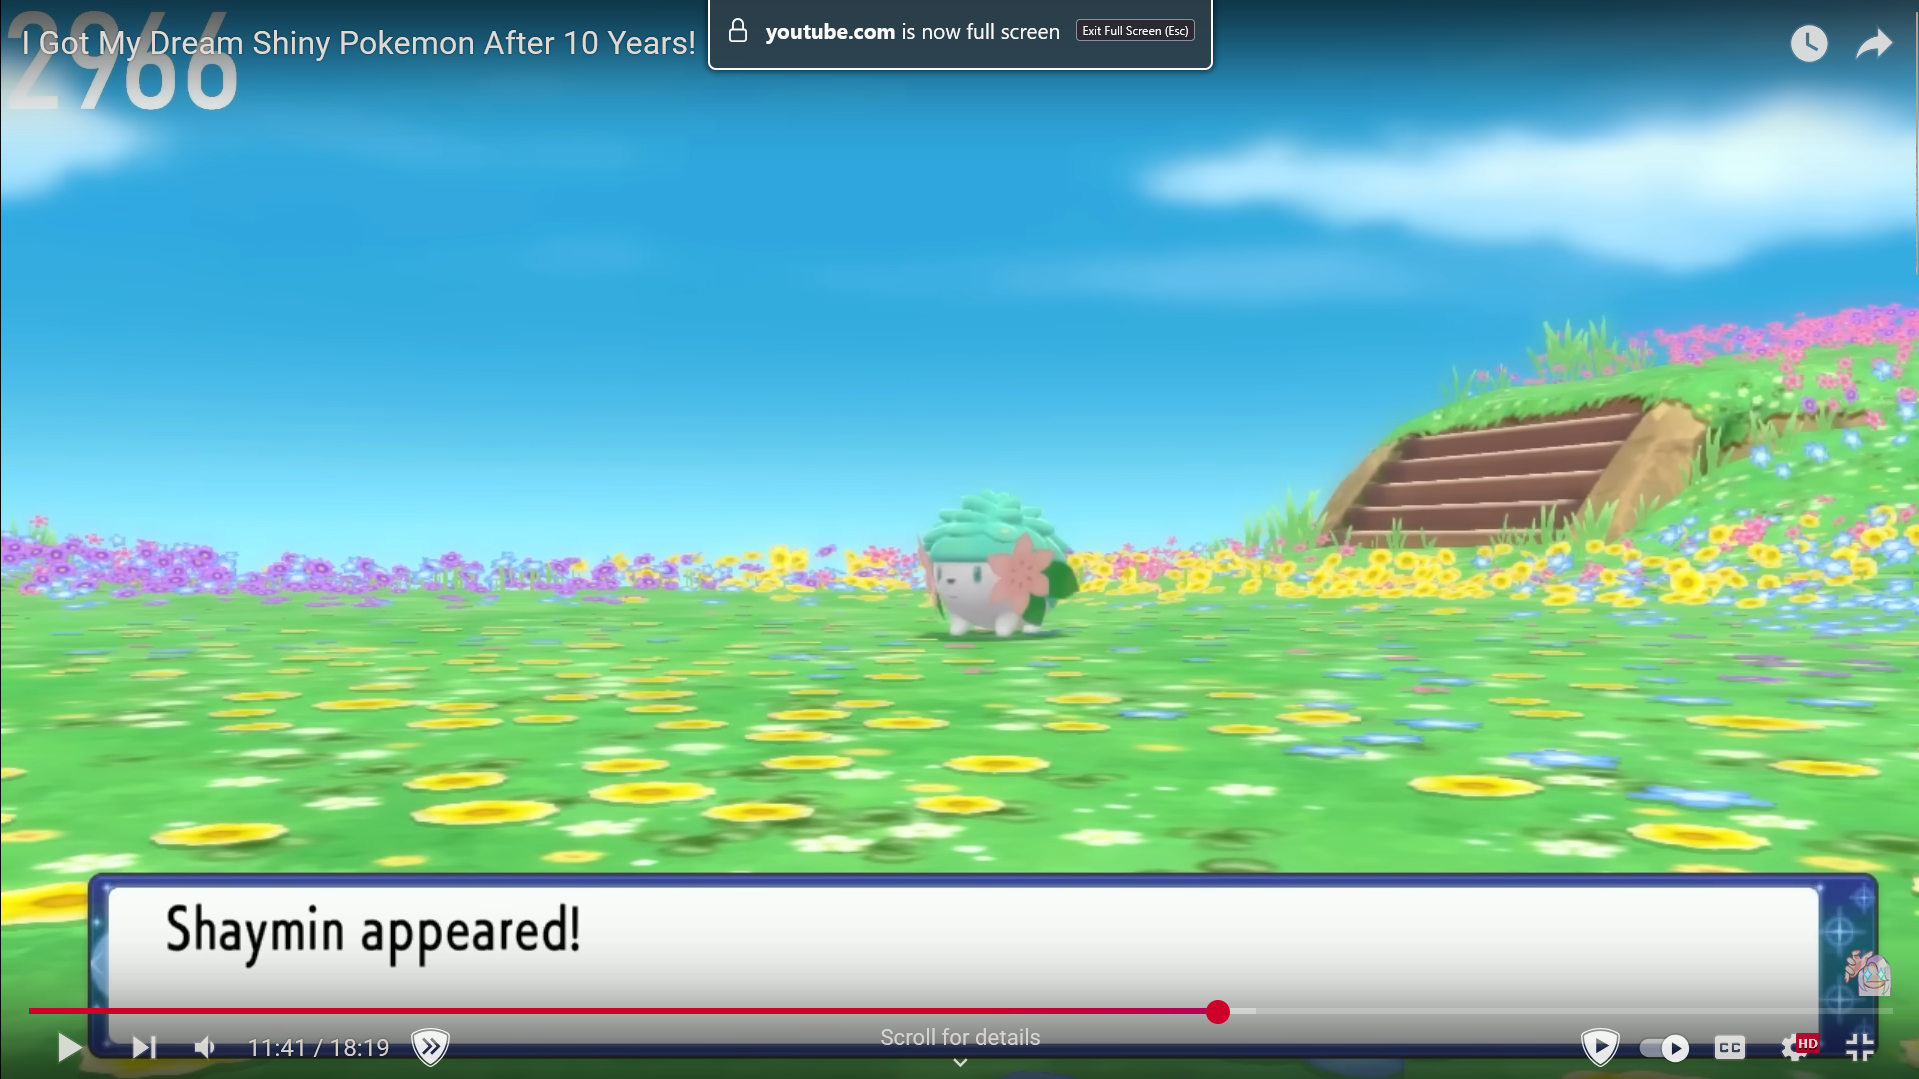 2966
I Got My Dream Shiny Pokemon After 10 Years!
youtube.com is now full screen
Exit Full Screen (Esc)
Shaymin appeared!
11:41 / 18:19
Scroll for details
CC
HD